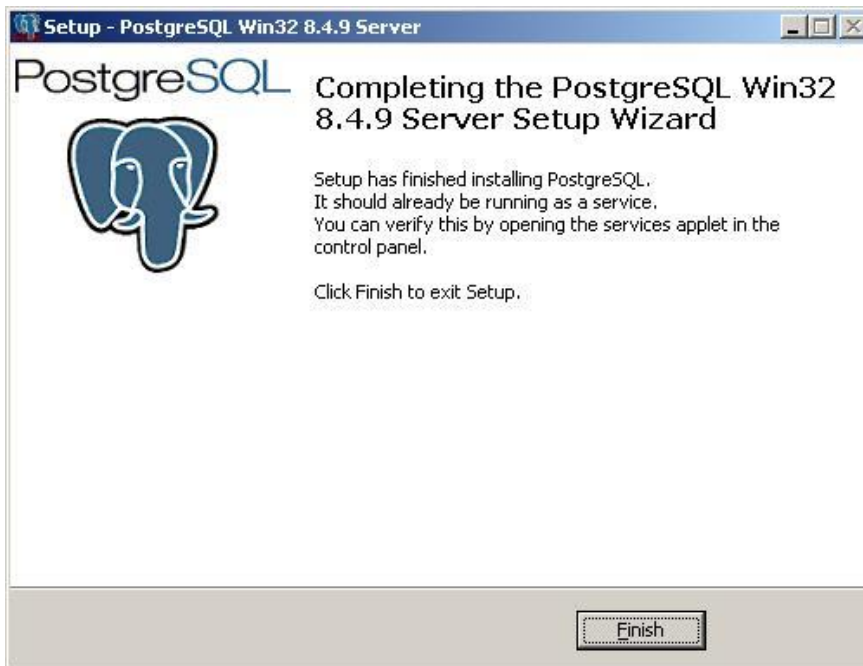 Setup - PostgreSQL Win32 8.4.9 Server
PostgreSQL
Completing the PostgreSQL Win32
8.4.9 Server Setup Wizard
Setup has finished installing PostgreSQL.
It should already be running as a service.
You can verify this by opening the services applet in the
control panel.
Click Finish to exit Setup.
Finish